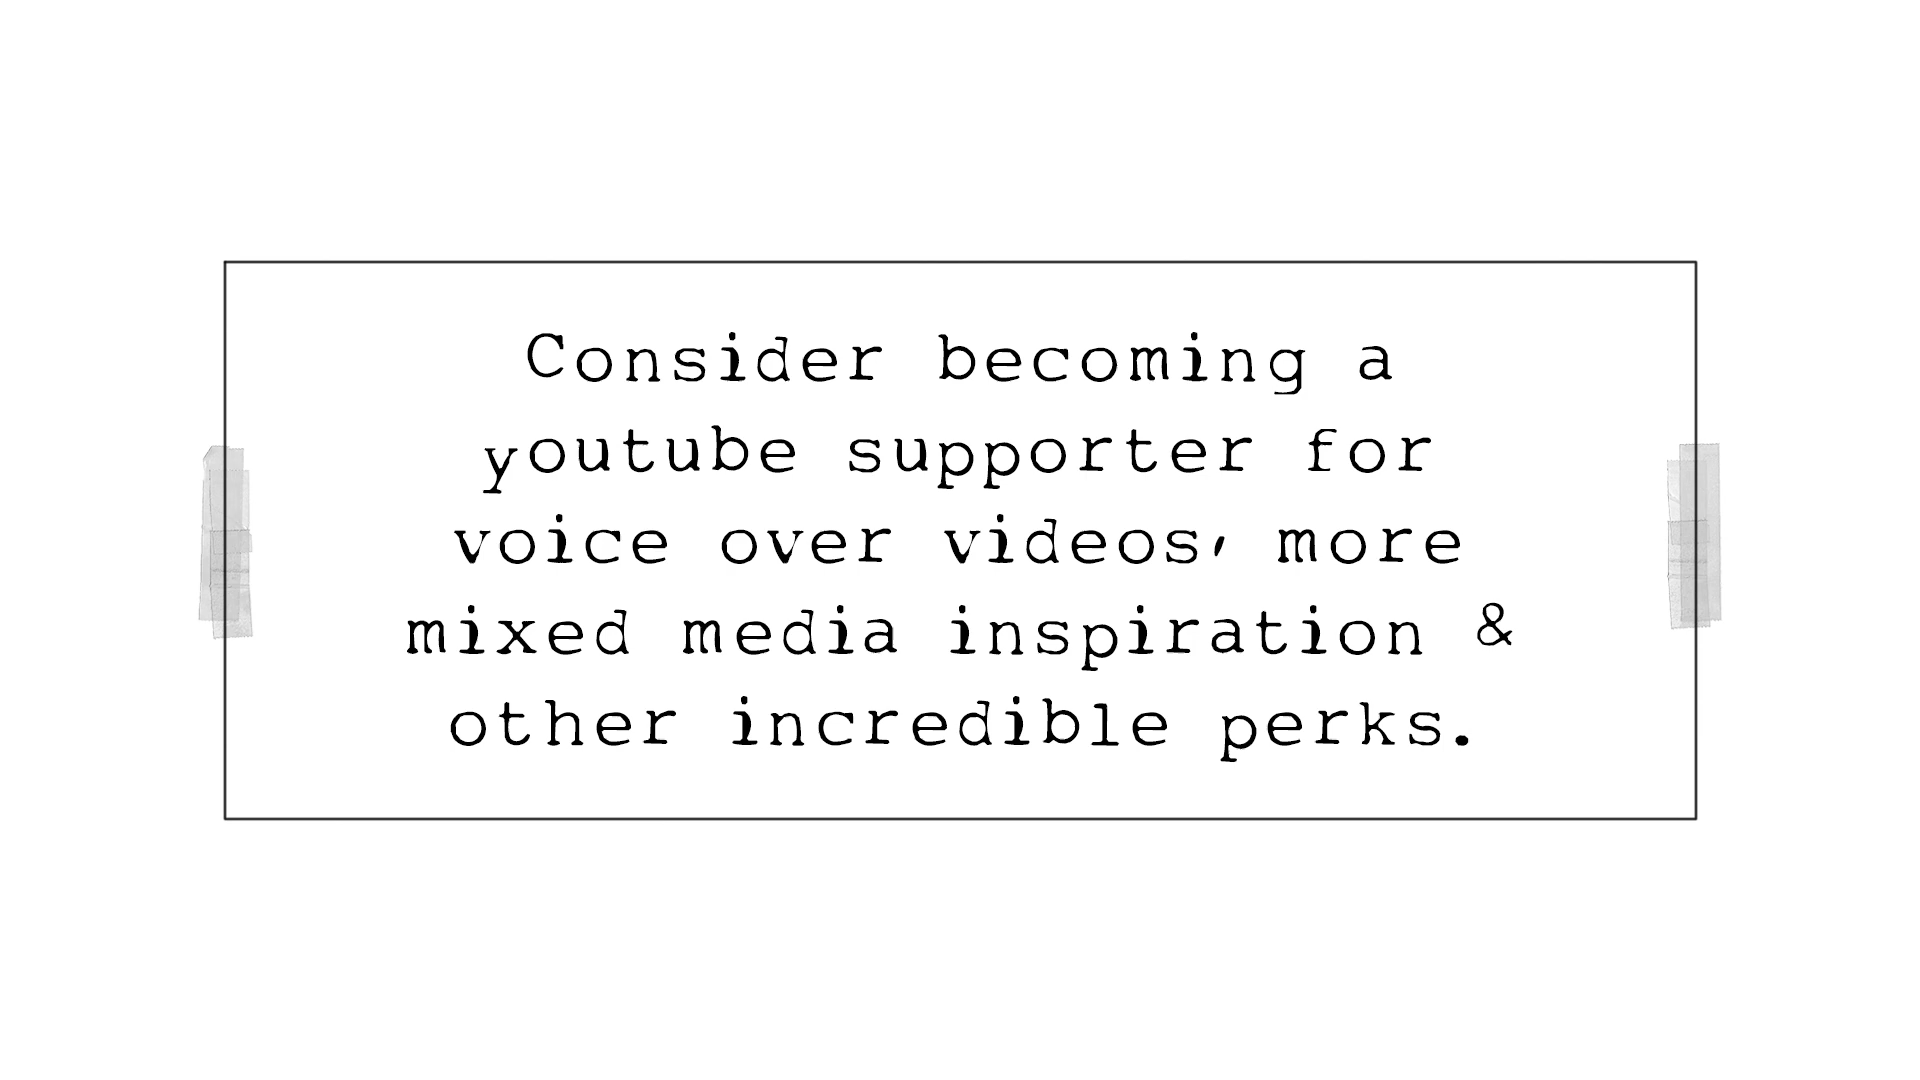 Consider becoming a
youtube supporter for
voice over videos, more
mixed media inspiration &
other incredible perks.